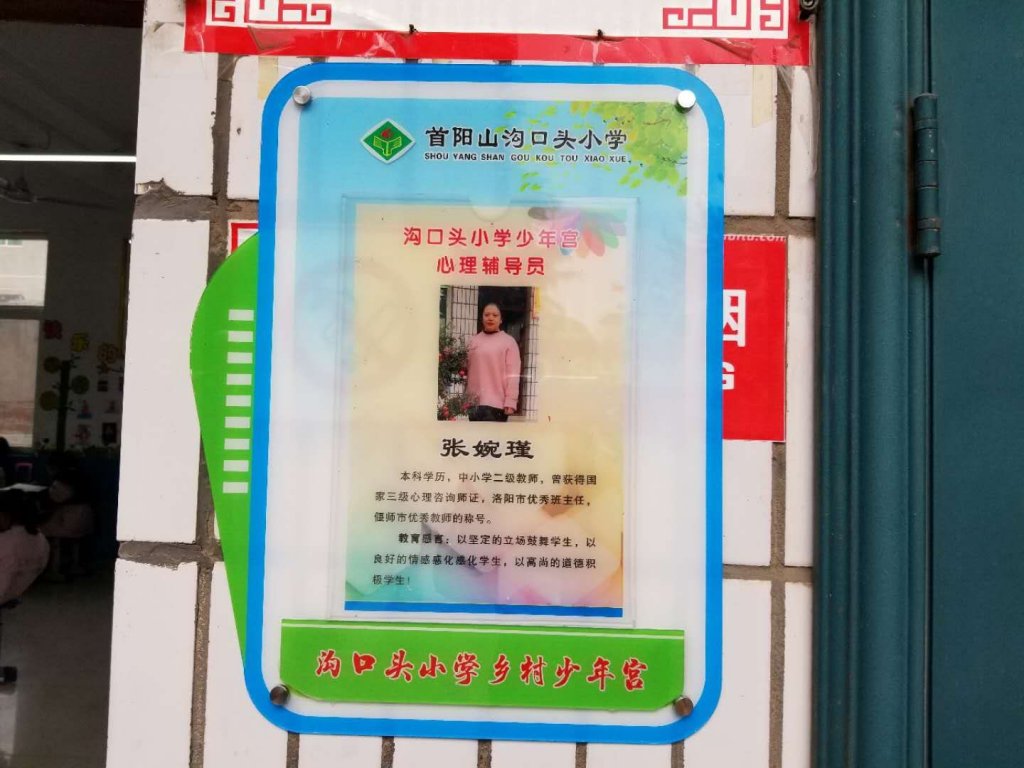 首阳山沟口头小学
SHOU YANG SHAN GOU KOU TOU XIAO XUE
沟口头小学少年宫
心理辅导员
张婉瑾
本科学历，中小学二级教师，曾获得国
家三级心理咨询师证，洛阳市优秀班主任，
偃师市优秀教师的称号。
教育感言：以坚定的立场鼓舞学生，以
良好的情感感化感化学生，以高尚的道德积
极学生！
沟口头小学乡村少年宫